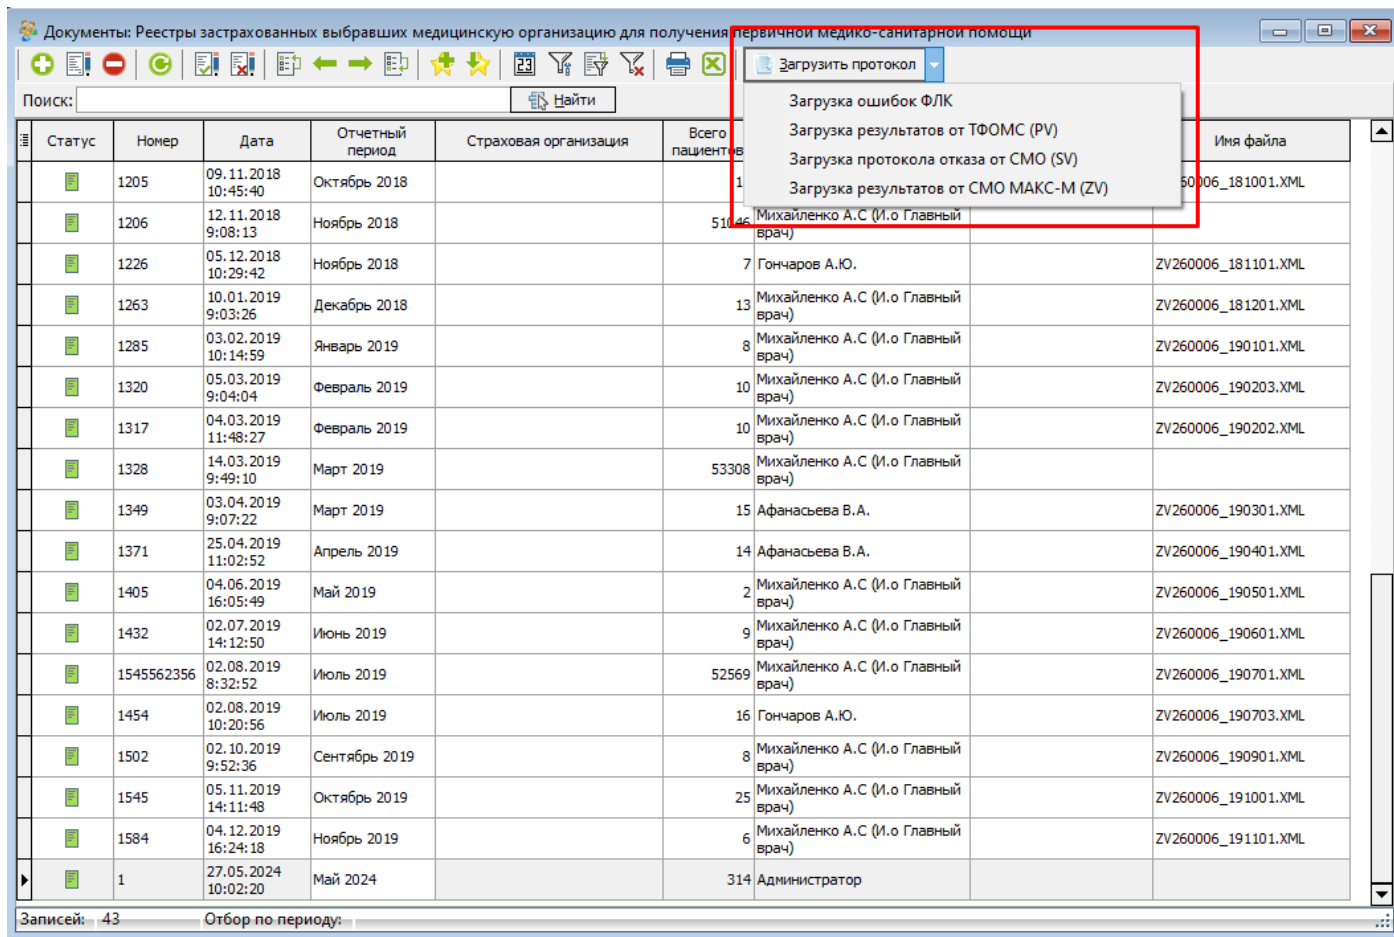 Документы: Реестры застрахованных выбравших медицинскую организацию для получения первичной медико-санитарной помощи
23 Загрузить протокол
Поиск: Найти
Загрузка ошибок ФЛК
Загрузка результатов от ТФОМС (PV)
Загрузка протокола отказа от СМО (SV)
Загрузка результатов от СМО МАКС-М (ZV)
Статус Номер Дата Отчетный период Страховая организация Всего пациентов Имя файла
1205 09.11.2018 10:45:40 Октябрь 2018 1 60006_181001.XML
1206 12.11.2018 9:08:13 Ноябрь 2018 51046 Михайленко А.С (И.о Главный врач)
1226 05.12.2018 10:29:42 Ноябрь 2018 7 Гончаров А.Ю. ZV260006_181101.XML
1263 10.01.2019 9:03:26 Декабрь 2018 13 Михайленко А.С (И.о Главный врач) ZV260006_181201.XML
1285 03.02.2019 10:14:59 Январь 2019 8 Михайленко А.С (И.о Главный врач) ZV260006_190101.XML
1320 05.03.2019 9:04:04 Февраль 2019 10 Михайленко А.С (И.о Главный врач) ZV260006_190203.XML
1317 04.03.2019 11:48:27 Февраль 2019 10 Михайленко А.С (И.о Главный врач) ZV260006_190202.XML
1328 14.03.2019 9:49:10 Март 2019 53308 Михайленко А.С (И.о Главный врач)
1349 03.04.2019 9:07:22 Март 2019 15 Афанасьева В.А. ZV260006_190301.XML
1371 25.04.2019 11:02:52 Апрель 2019 14 Афанасьева В.А. ZV260006_190401.XML
1405 04.06.2019 16:05:49 Май 2019 2 Михайленко А.С (И.о Главный врач) ZV260006_190501.XML
1432 02.07.2019 14:12:50 Июнь 2019 9 Михайленко А.С (И.о Главный врач) ZV260006_190601.XML
1545562356 02.08.2019 8:32:52 Июль 2019 52569 Михайленко А.С (И.о Главный врач) ZV260006_190701.XML
1454 02.08.2019 10:20:56 Июль 2019 16 Гончаров А.Ю. ZV260006_190703.XML
1502 02.10.2019 9:52:36 Сентябрь 2019 8 Михайленко А.С (И.о Главный врач) ZV260006_190901.XML
1545 05.11.2019 14:11:48 Октябрь 2019 25 Михайленко А.С (И.о Главный врач) ZV260006_191001.XML
1584 04.12.2019 16:24:18 Ноябрь 2019 6 Михайленко А.С (И.о Главный врач) ZV260006_191101.XML
1 27.05.2024 10:02:20 Май 2024 314 Администратор
Записей: 43 Отбор по периоду: